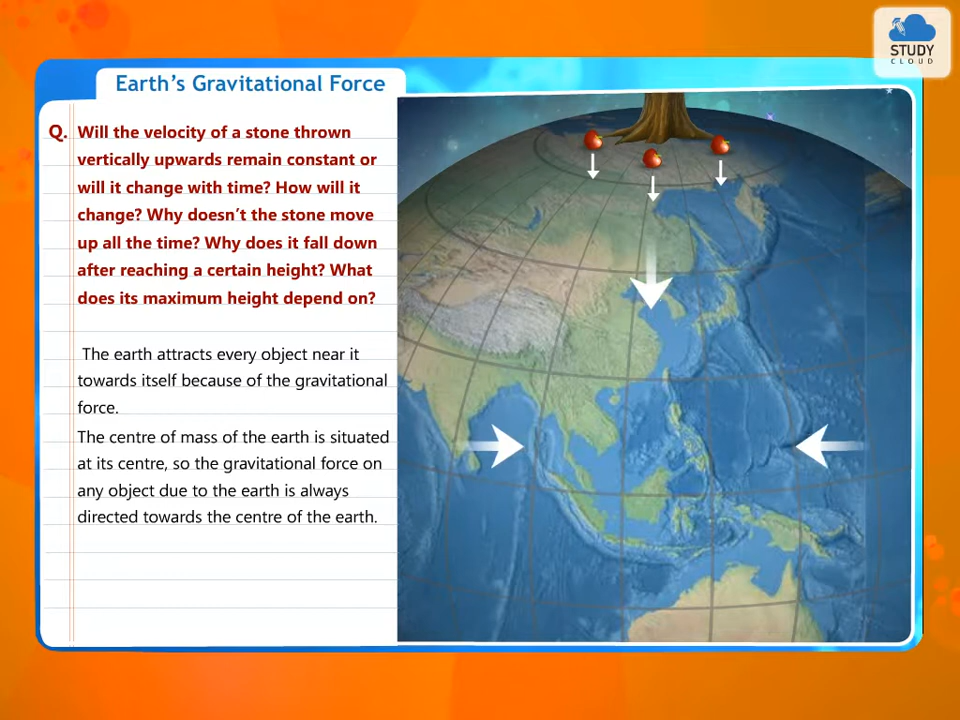 STUDY
CLOUD
Earth's Gravitational Force
Q. Will the velocity of a stone thrown
vertically upwards remain constant or
will it change with time? How will it
change? Why doesn't the stone move
up all the time? Why does it fall down
after reaching a certain height? What
does its maximum height depend on?
The earth attracts every object near it
towards itself because of the gravitational
force.
The centre of mass of the earth is situated
at its centre, so the gravitational force on
any object due to the earth is always
directed towards the centre of the earth.